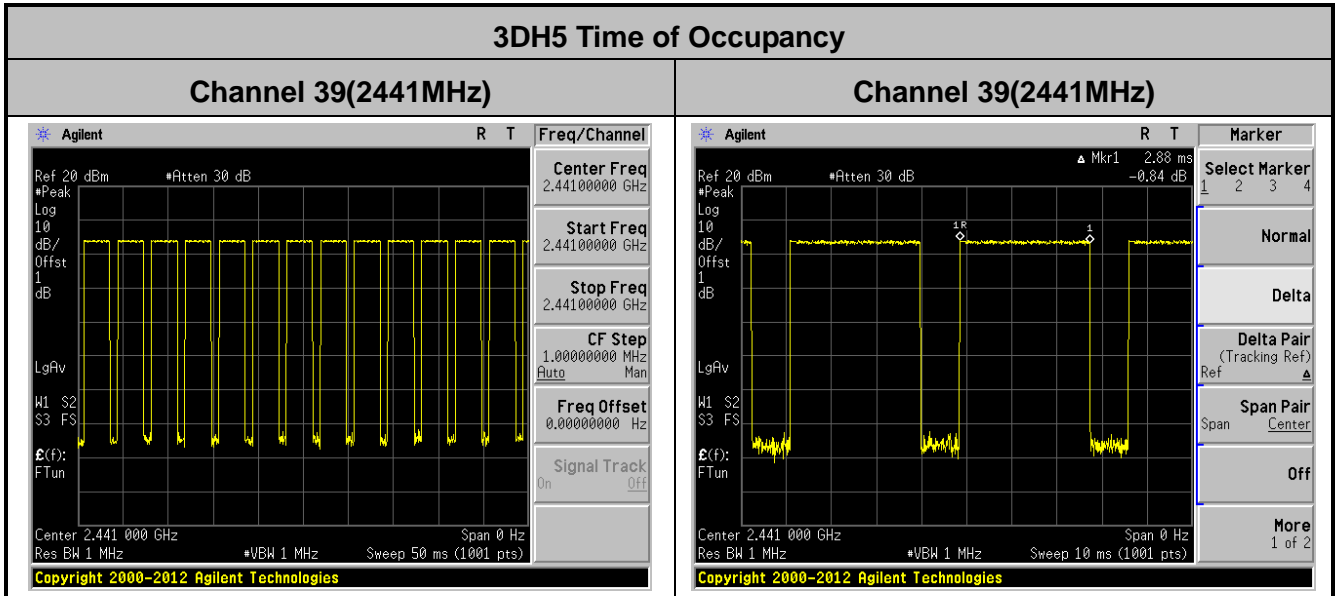 3DH5 Time of Occupancy
Channel 39(2441MHz)
Channel 39(2441MHz)
Agilent R T
Ref 20 dBm #Atten 30 dB
#Peak
Log
10
dB/
Offst
1
dB
LgAv
W1 S2
S3 FS
£(f):
FTun
Center 2.441 000 GHz Span 0 Hz
Res BW 1 MHz #VBW 1 MHz Sweep 50 ms (1001 pts)
Copyright 2000-2012 Agilent Technologies
Freq/Channel
Center Freq
2.44100000 GHz
Start Freq
2.44100000 GHz
Stop Freq
2.44100000 GHz
CF Step
1.00000000 MHz
Auto Man
Freq Offset
0.00000000 Hz
Signal Track
On Off
Agilent R T
Δ Mkr1 2.88 ms
Ref 20 dBm #Atten 30 dB -0.84 dB
#Peak
Log
10
dB/
Offst
1
dB
1R
1
LgAv
W1 S2
S3 FS
£(f):
FTun
Center 2.441 000 GHz Span 0 Hz
Res BW 1 MHz #VBW 1 MHz Sweep 10 ms (1001 pts)
Copyright 2000-2012 Agilent Technologies
Marker
Select Marker
1 2 3 4
Normal
Delta
Delta Pair
(Tracking Ref)
Ref Δ
Span Pair
Span Center
Off
More
1 of 2